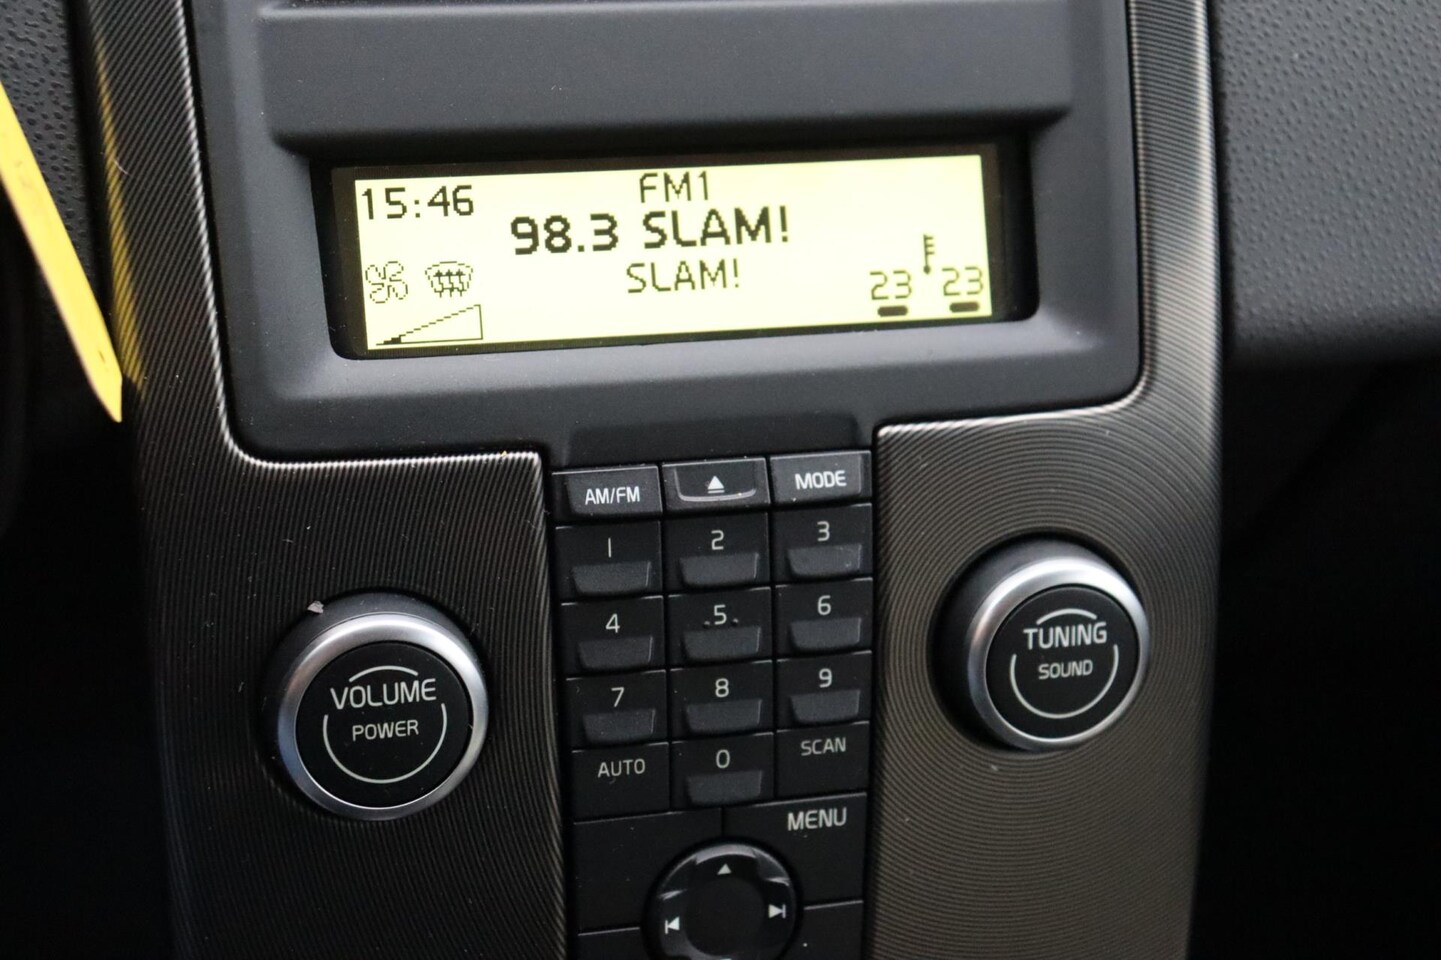 15:46
FM1
98.3 SLAM!
SLAM!
23 23
AM/FM
MODE
1 2 3
4 5 6
7 8 9
AUTO 0 SCAN
MENU
VOLUME
POWER
TUNING
SOUND